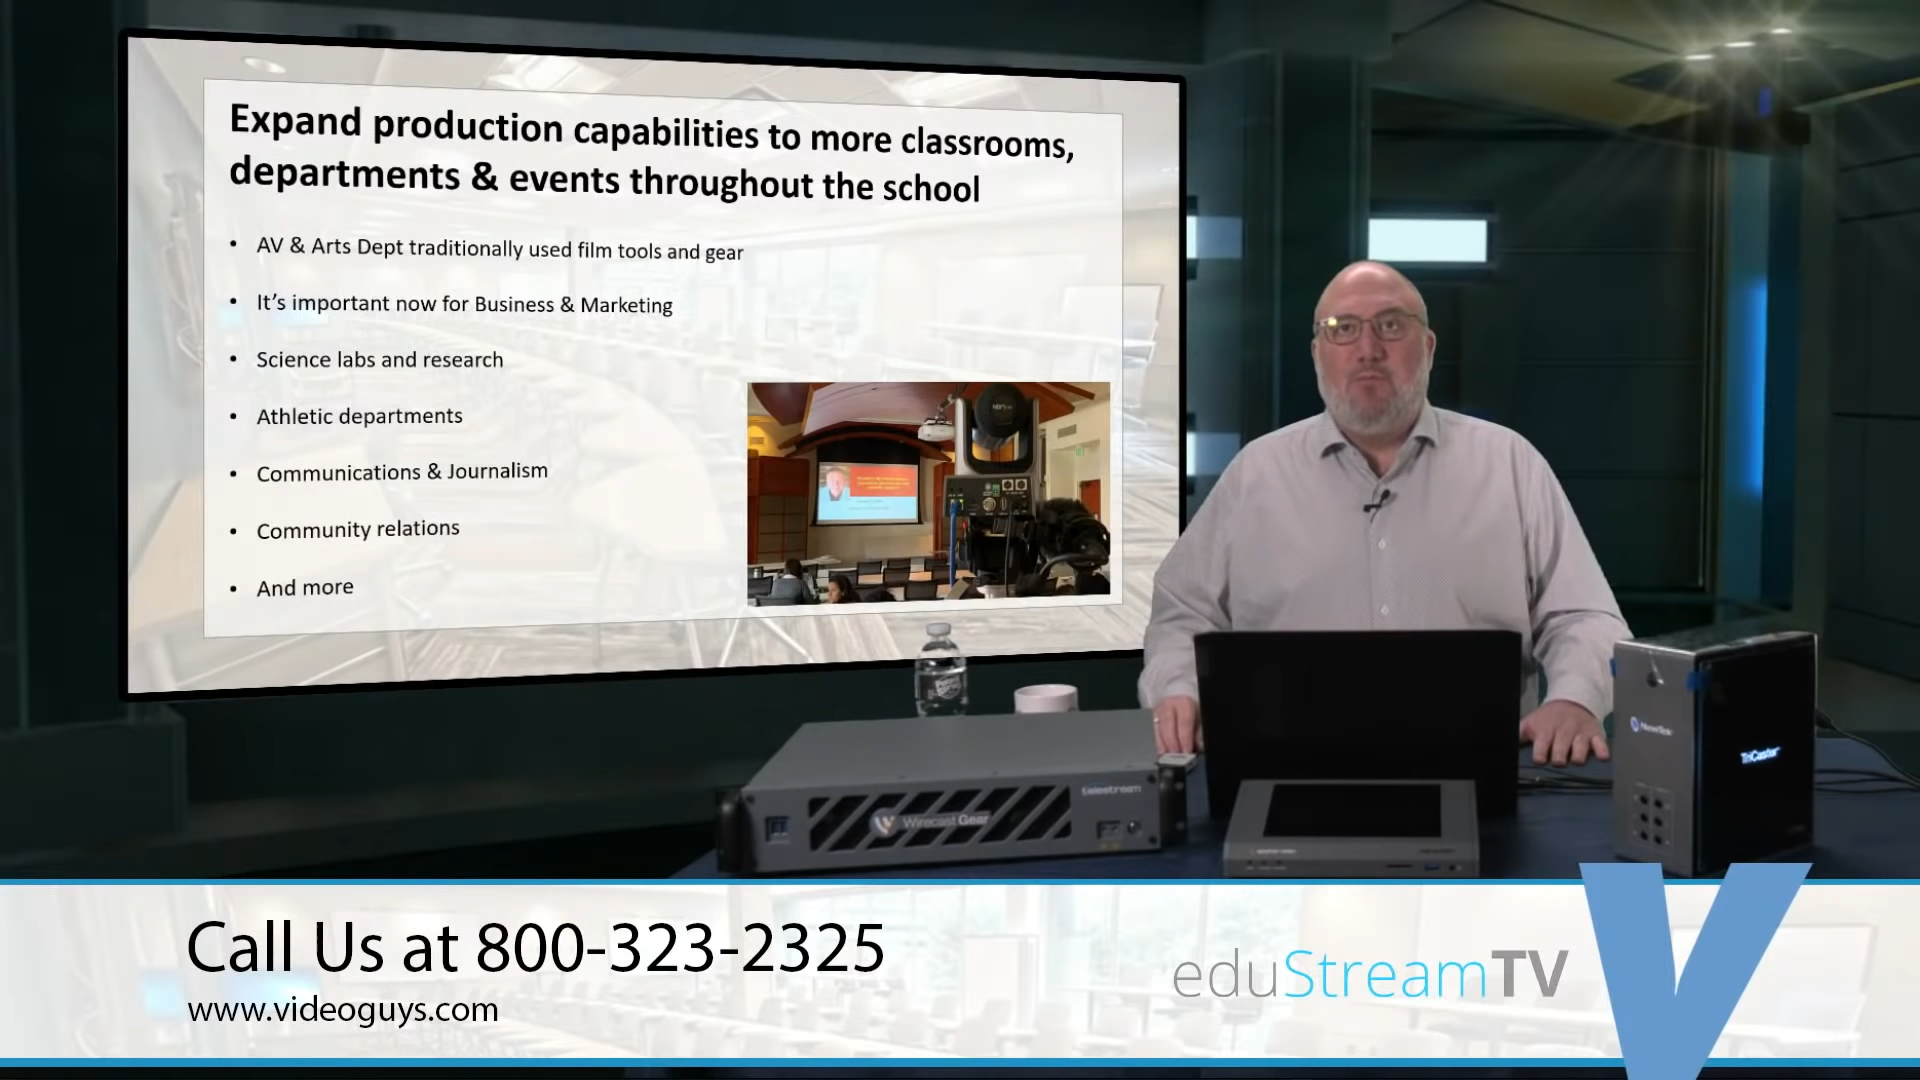 Expand production capabilities to more classrooms,
departments & events throughout the school
• AV & Arts Dept traditionally used film tools and gear
• It's important now for Business & Marketing
• Science labs and research
• Athletic departments
• Communications & Journalism
• Community relations
• And more
telestream
Wirecast Gear
NewTek
TriCaster
Call Us at 800-323-2325
www.videoguys.com
eduStreamTV
V